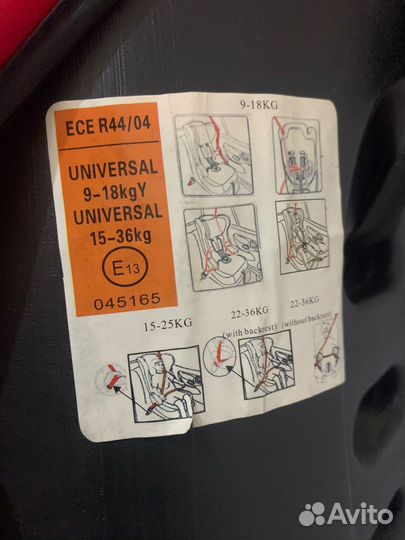 ECE R44/04
UNIVERSAL
9-18kgY
UNIVERSAL
15-36kg
E13
045165
9-18KG
15-25KG
22-36KG
(with backrest)
22-36KG
(without backrest)
Avito